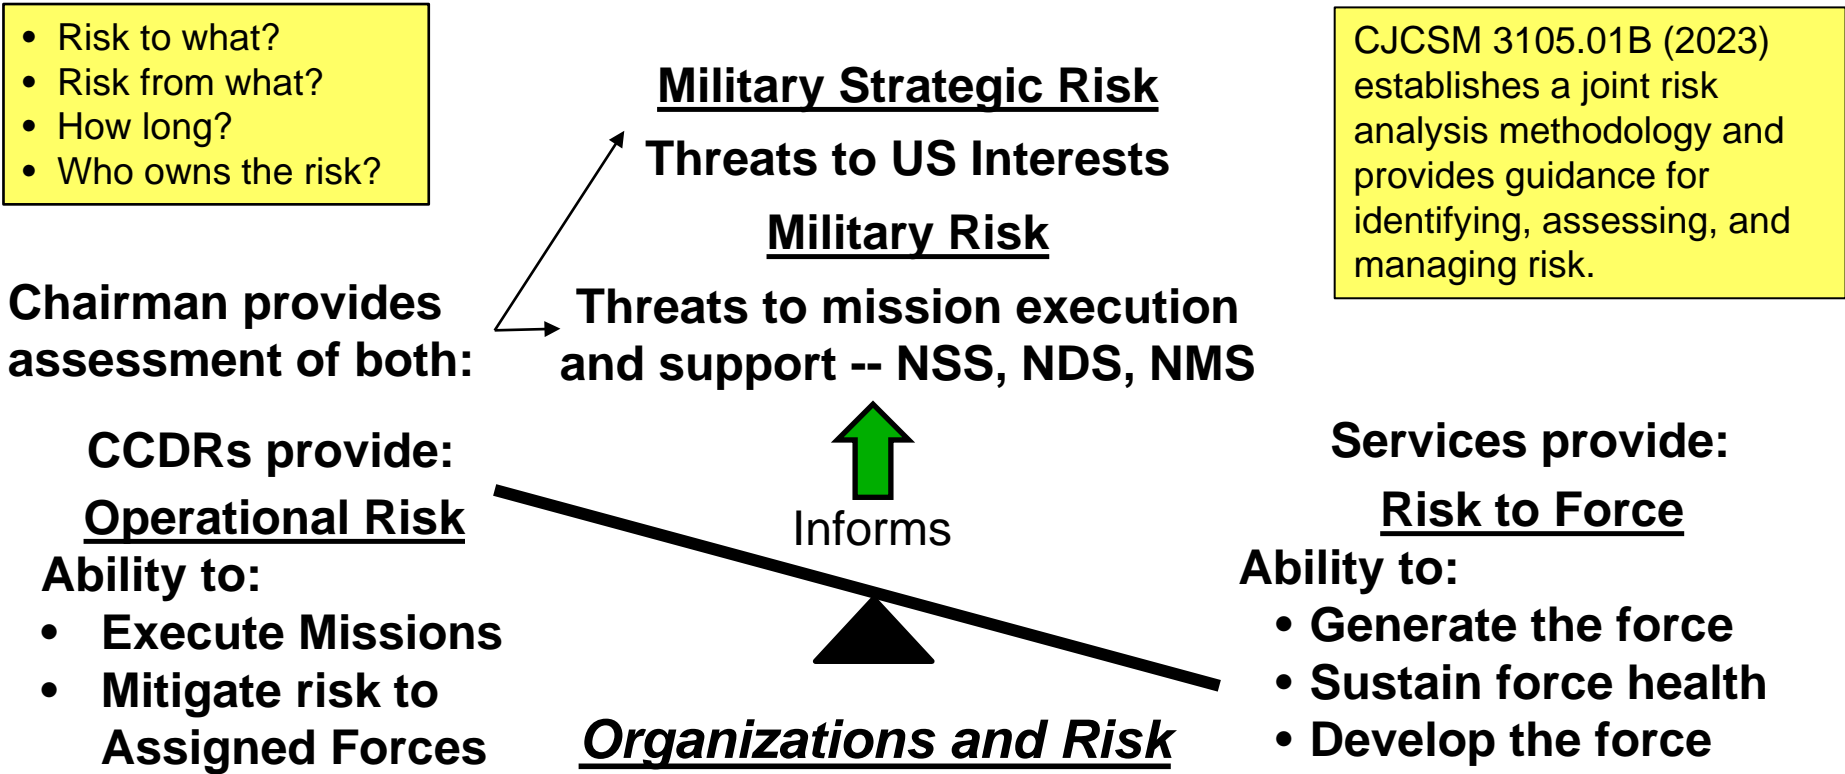 • Risk to what?
• Risk from what?
• How long?
• Who owns the risk?
Military Strategic Risk
Threats to US Interests
Military Risk
Threats to mission execution
and support -- NSS, NDS, NMS
CJCSM 3105.01B (2023)
establishes a joint risk
analysis methodology and
provides guidance for
identifying, assessing, and
managing risk.
Chairman provides
assessment of both:
CCDRs provide:
Operational Risk
Ability to:
• Execute Missions
• Mitigate risk to
Assigned Forces
Informs
Organizations and Risk
Services provide:
Risk to Force
Ability to:
• Generate the force
• Sustain force health
• Develop the force